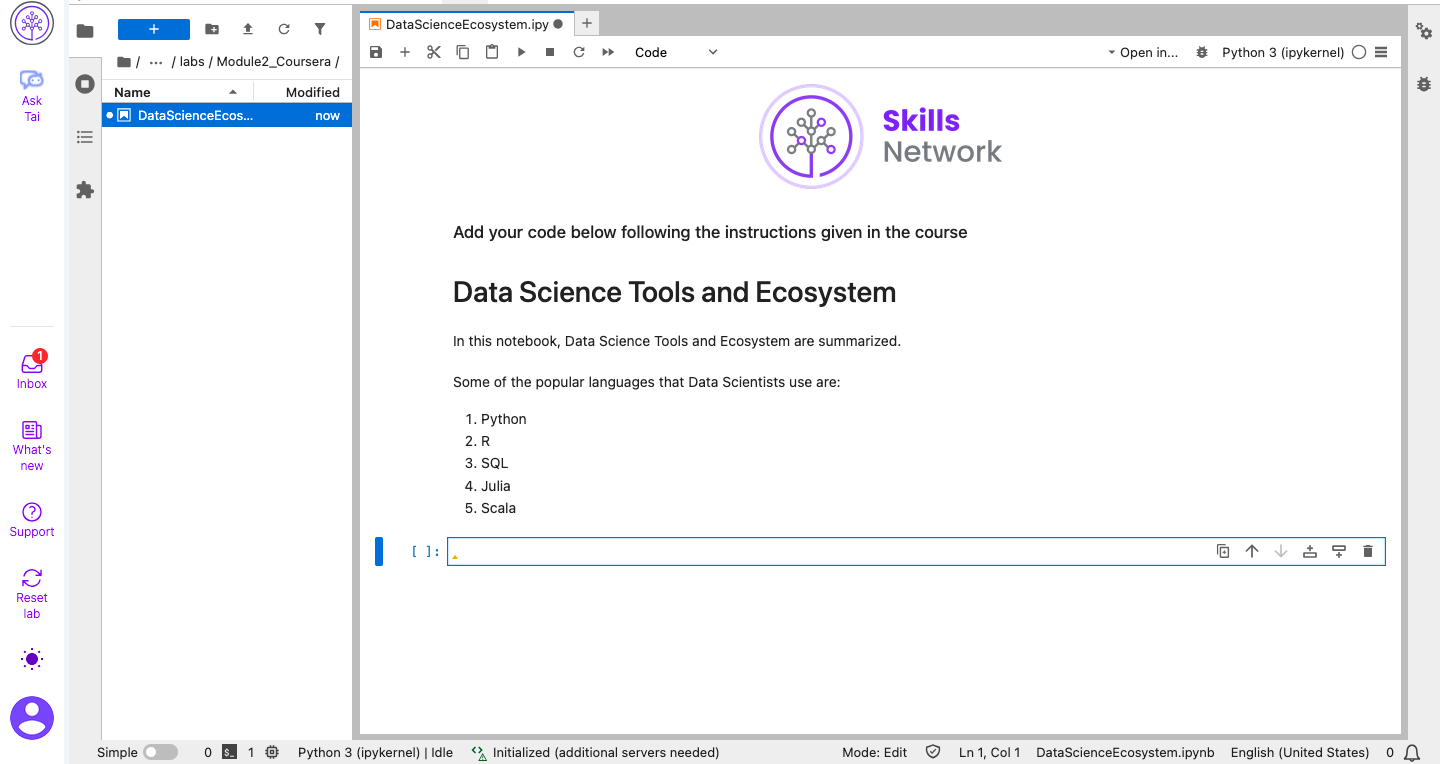 Ask
Tai
Inbox
1
What's
new
Support
Reset
lab
+
/ ... / labs / Module2_Coursera /
Name Modified
DataScienceEcos... now
DataScienceEcosystem.ipy
+
Code
Open in...
Python 3 (ipykernel)
Skills
Network
Add your code below following the instructions given in the course
Data Science Tools and Ecosystem
In this notebook, Data Science Tools and Ecosystem are summarized.
Some of the popular languages that Data Scientists use are:
1. Python
2. R
3. SQL
4. Julia
5. Scala
[ ]:
Simple 0 $_ 1 Python 3 (ipykernel) | Idle Initialized (additional servers needed) Mode: Edit Ln 1, Col 1 DataScienceEcosystem.ipynb English (United States) 0